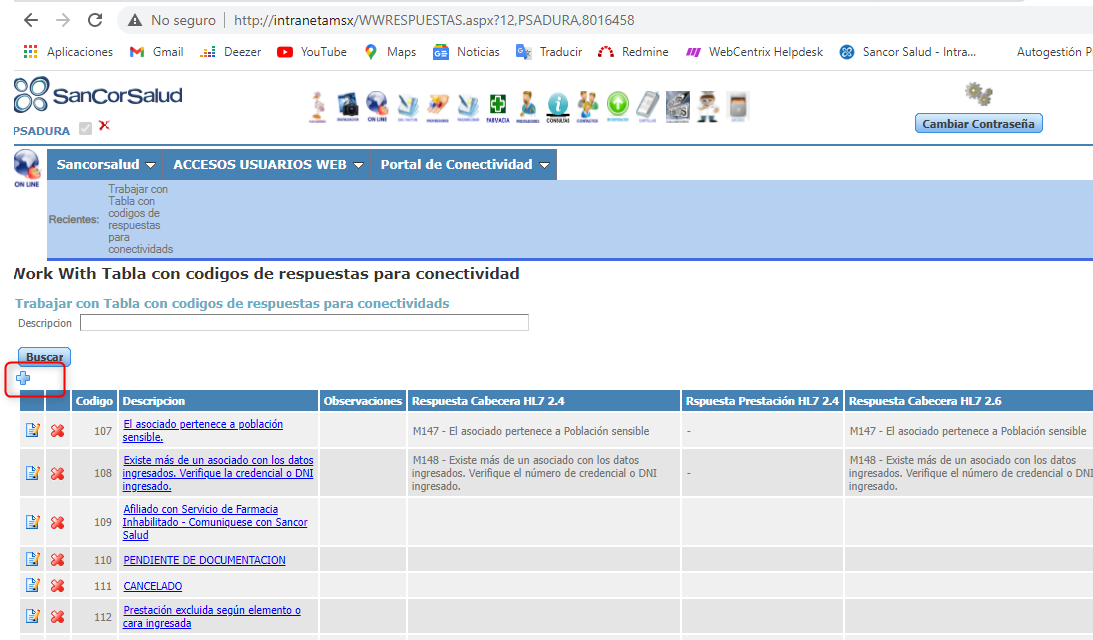 No seguro | http://intranetamsx/WWRESPUESTAS.aspx?12,PSADURA,8016458
Aplicaciones Gmail Deezer YouTube Maps Noticias Traducir Redmine WebCentrix Helpdesk Sancor Salud - Intra... Autogestión P
SanCorSalud
PSADURA
ON LINE
FARMACIA
CONSULTAS
Cambiar Contraseña
ON LINE
Sancorsalud ACCESOS USUARIOS WEB Portal de Conectividad
Recientes:
Trabajar con
Tabla con
codigos de
respuestas
para
conectividads
Work With Tabla con codigos de respuestas para conectividad
Trabajar con Tabla con codigos de respuestas para conectividads
Descripcion
Buscar
Codigo Descripcion Observaciones Respuesta Cabecera HL7 2.4 Rspuesta Prestación HL7 2.4 Respuesta Cabecera HL7 2.6
107 El asociado pertenece a población
sensible.
M147 - El asociado pertenece a Población sensible - M147 - El asociado pertenece a Población sensible
108 Existe más de un asociado con los datos
ingresados. Verifique la credencial o DNI
ingresado.
M148 - Existe más de un asociado con los datos
ingresados. Verifique el número de credencial o DNI
ingresado.
-
M148 - Existe más de un asociado con los datos
ingresados. Verifique el número de credencial o DNI
ingresado.
109 Afiliado con Servicio de Farmacia
Inhabilitado - Comuniquese con Sancor
Salud
110 PENDIENTE DE DOCUMENTACION
111 CANCELADO
112 Prestación excluida según elemento o
cara ingresada